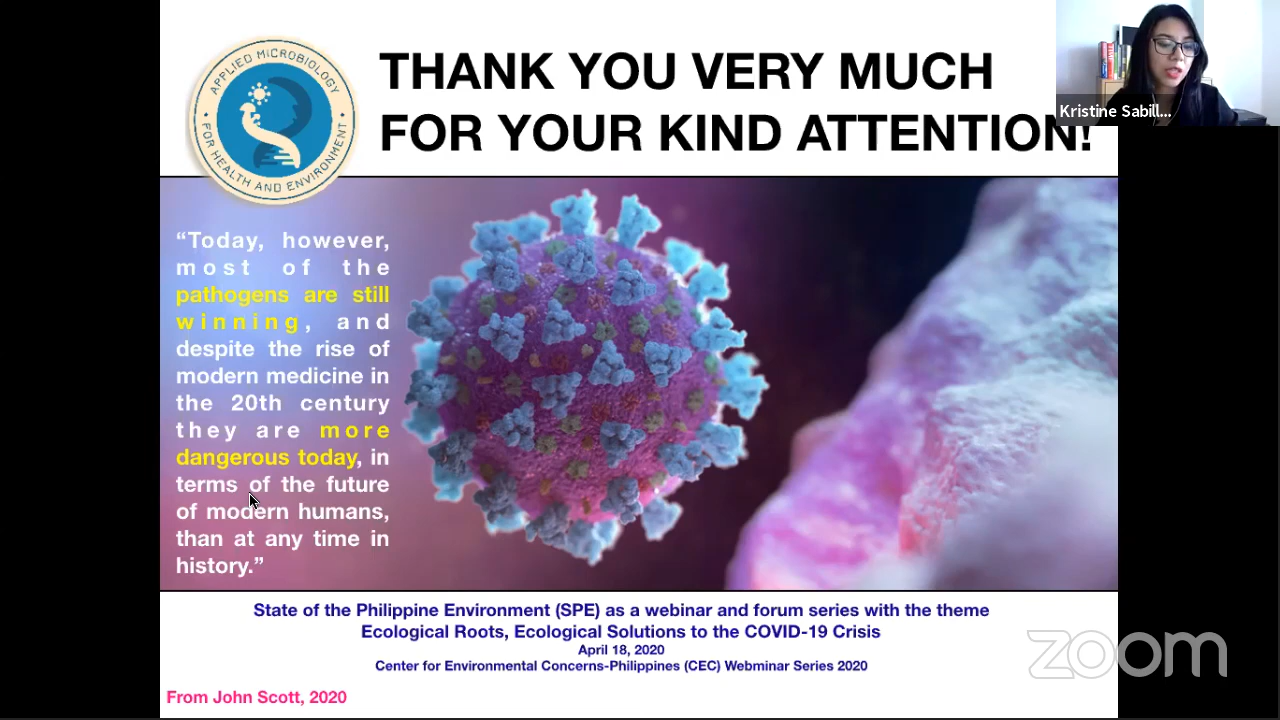 APPLIED MICROBIOLOGY
FOR HEALTH AND ENVIRONMENT
THANK YOU VERY MUCH
FOR YOUR KIND ATTENTION!
Kristine Sabill...
“Today, however,
most of the
pathogens are still
winning, and
despite the rise of
modern medicine in
the 20th century
they are more
dangerous today, in
terms of the future
of modern humans,
than at any time in
history.”
State of the Philippine Environment (SPE) as a webinar and forum series with the theme
Ecological Roots, Ecological Solutions to the COVID-19 Crisis
April 18, 2020
Center for Environmental Concerns-Philippines (CEC) Webminar Series 2020
zoom
From John Scott, 2020